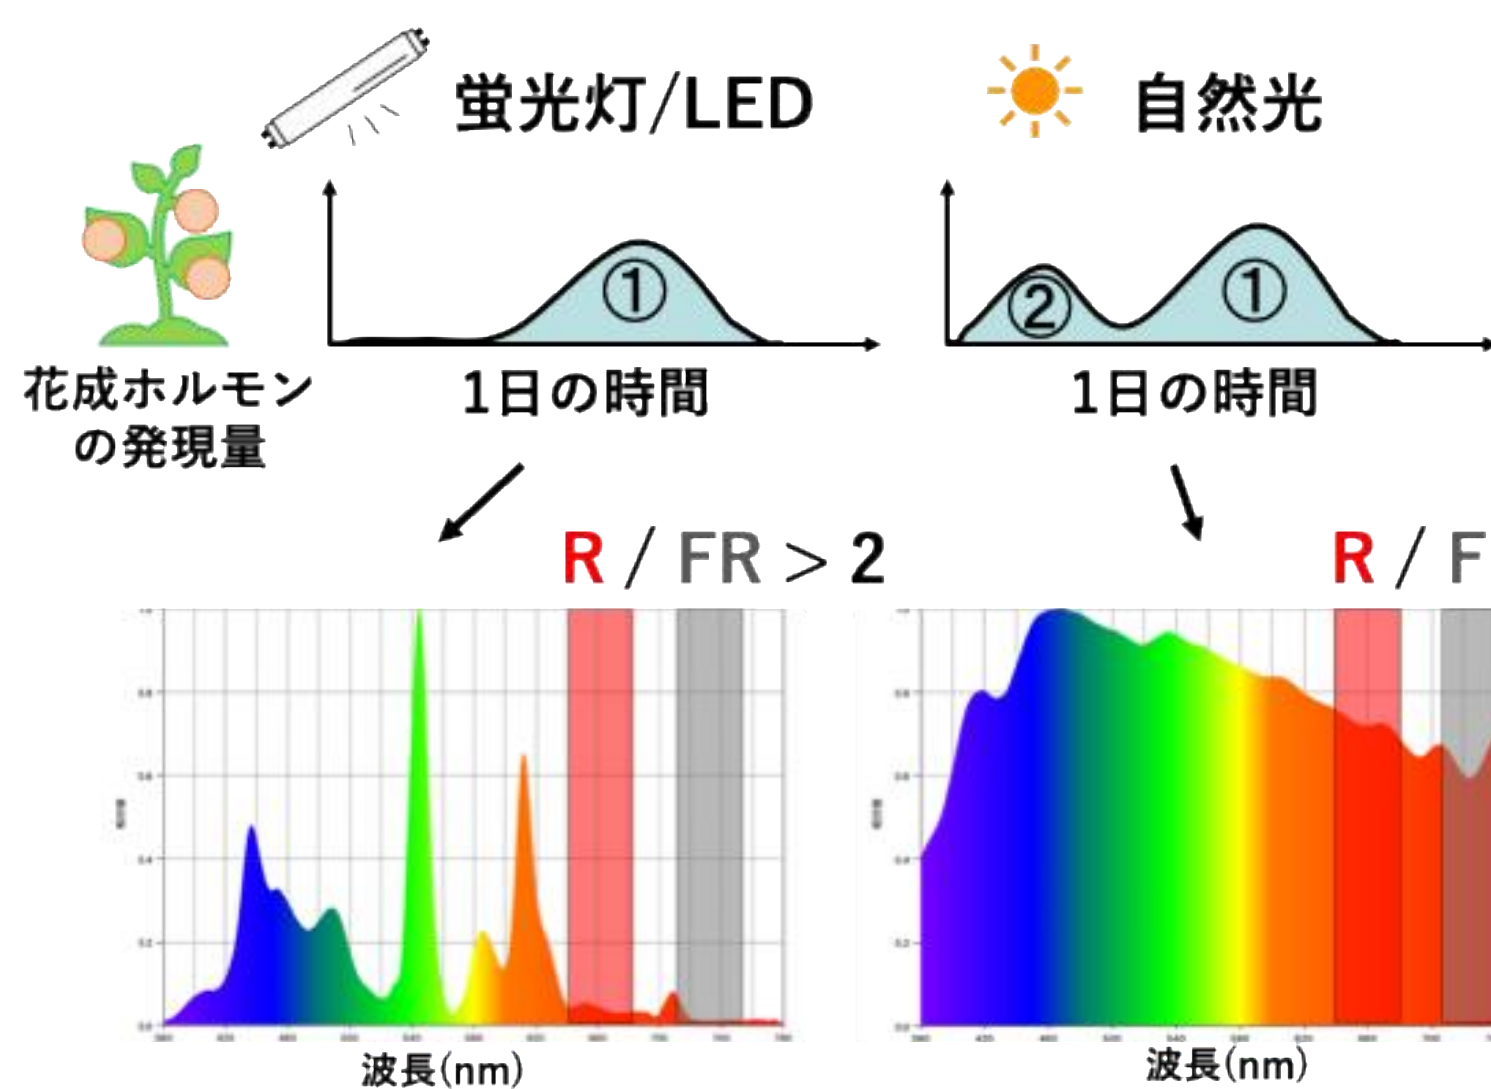 蛍光灯/LED
自然光
①
②
①
花成ホルモン
の発現量
1日の時間
1日の時間
R / FR > 2
R / F
波長(nm)
波長(nm)